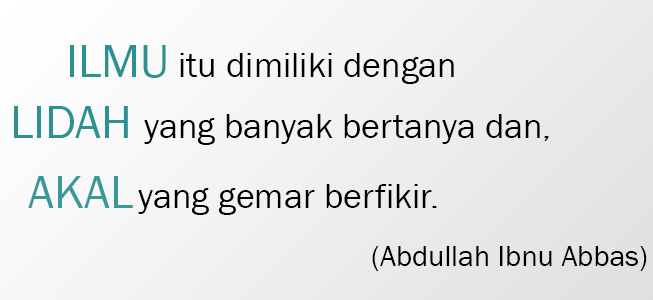 ILMU itu dimiliki dengan
LIDAH yang banyak bertanya dan,
AKAL yang gemar berfikir.
(Abdullah Ibnu Abbas)